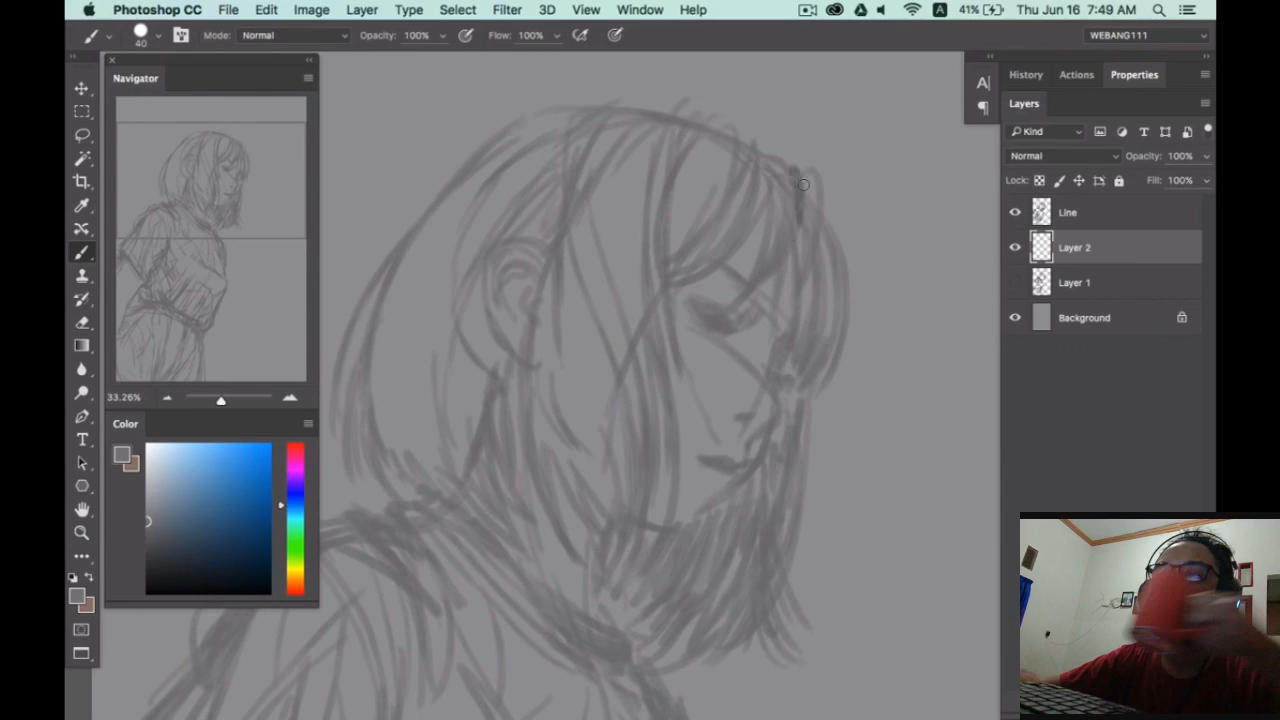 Photoshop CC File Edit Image Layer Type Select Filter 3D View Window Help A 41% Thu Jun 16 7:49 AM
40 Mode: Normal Opacity: 100% Flow: 100% WEBANG111
Navigator
History Actions Properties
A
Layers
Kind T
Normal Opacity: 100%
Lock: Fill: 100%
Line
Layer 2
Layer 1
Background
33.26%
Color
T